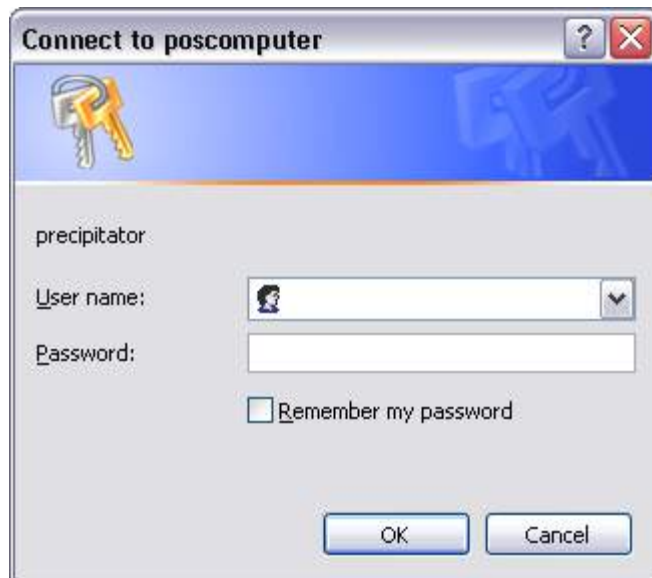 Connect to poscomputer
precipitator
User name:
Password:
Remember my password
OK Cancel